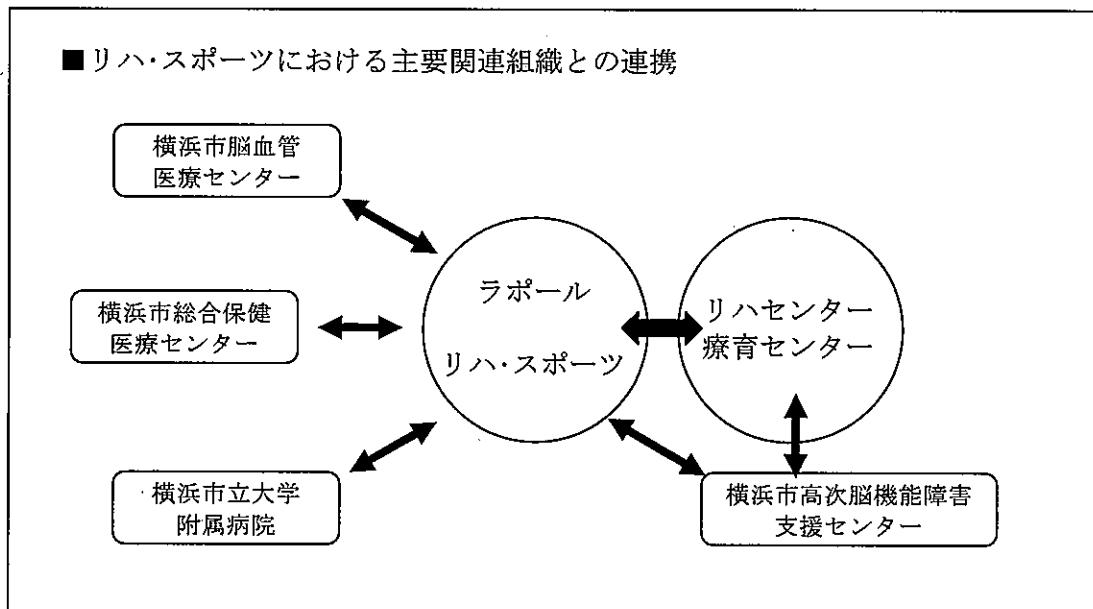 ■リハ・スポーツにおける主要関連組織との連携
横浜市脳血管
医療センター
横浜市総合保健
医療センター
横浜市立大学
附属病院
ラポール
リハ・スポーツ
リハセンター
療育センター
横浜市高次脳機能障害
支援センター